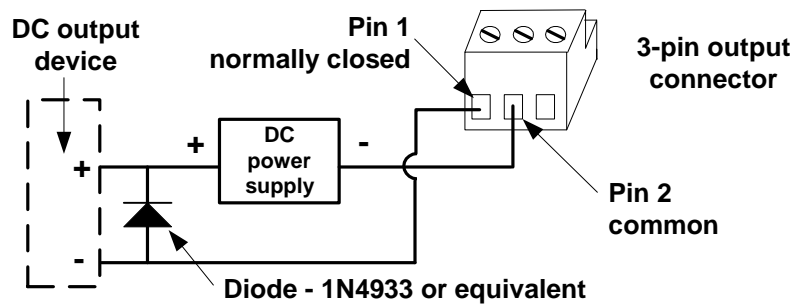 DC output
device
Pin 1
normally closed
3-pin output
connector
+
+
DC
power
supply
-
-
Pin 2
common
Diode - 1N4933 or equivalent